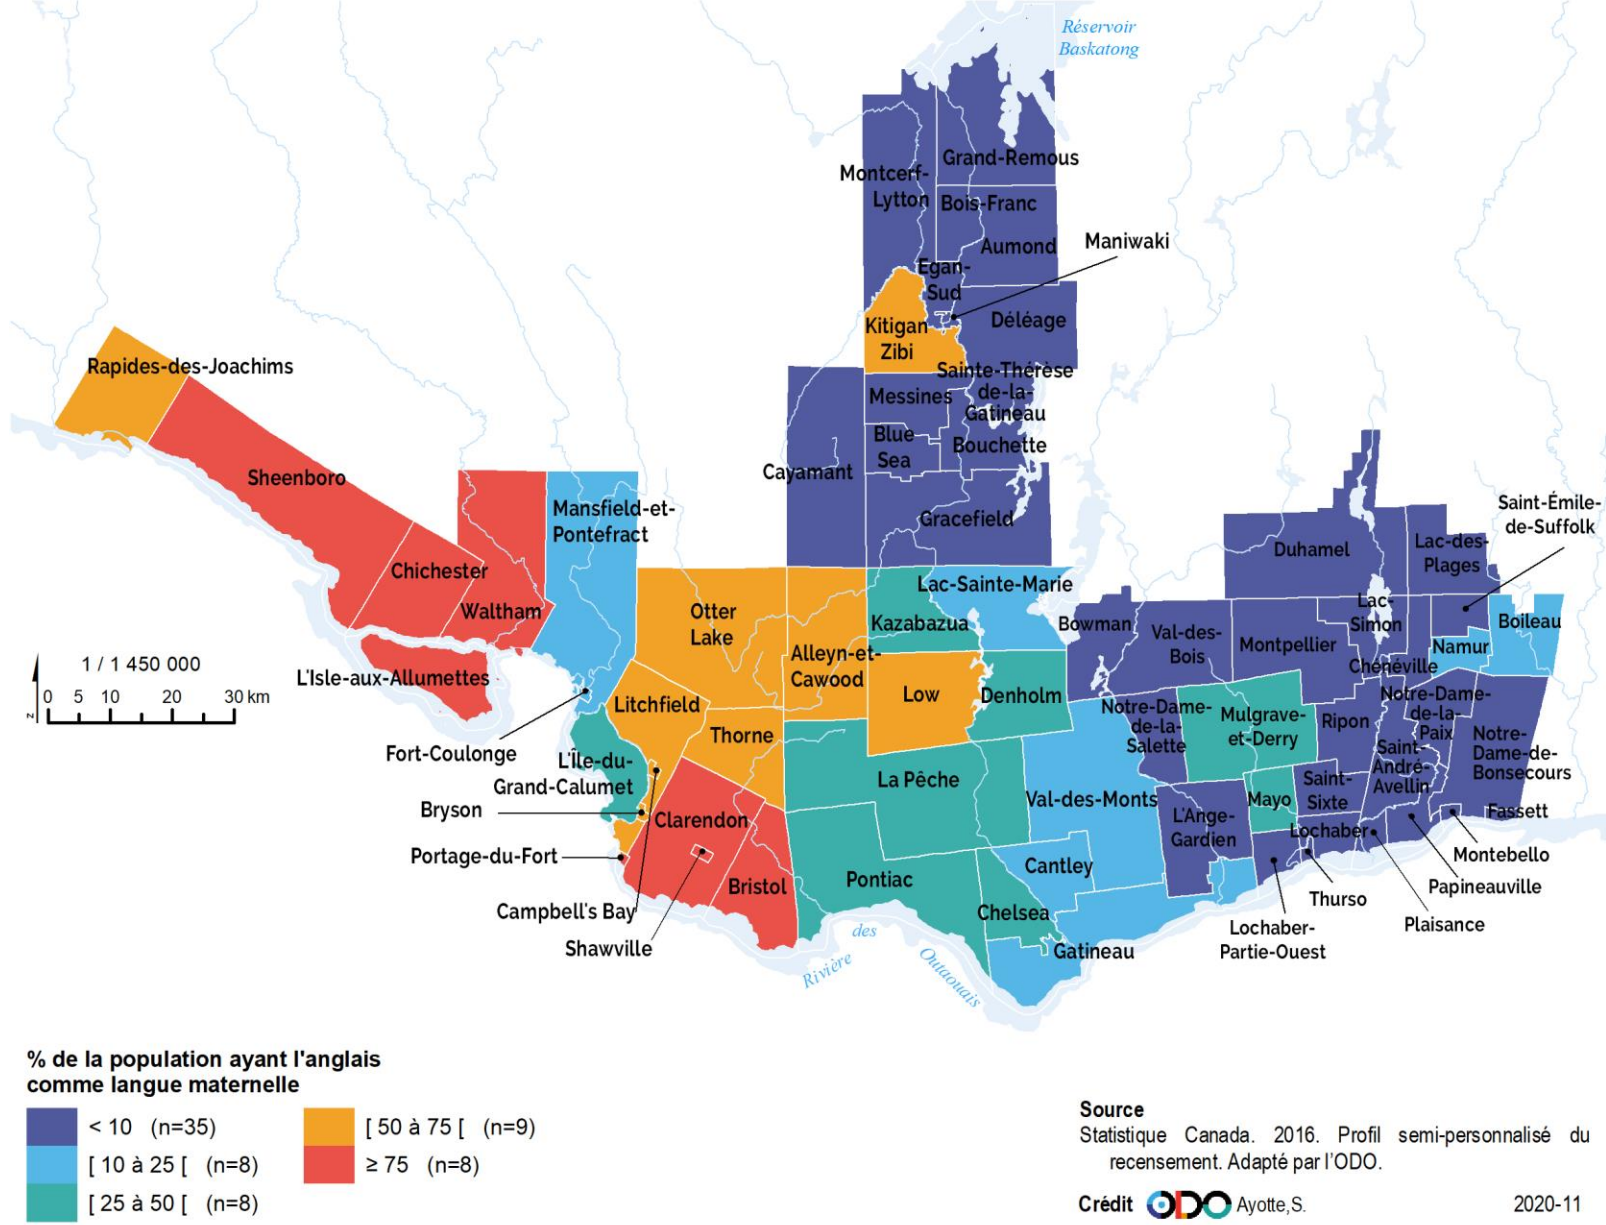 Réservoir
Baskatong
Grand-Remous
Montcerf-
Lytton
Bois-Franc
Aumond
Maniwaki
Egan-
Sud
Déléage
Kitigan
Zibi
Rapides-des-Joachims
Sainte-Thérèse
de-la-
Gatineau
Messines
Blue
Sea
Bouchette
Cayamant
Sheenboro
Mansfield-et-
Pontefract
Gracefield
Saint-Émile-
de-Suffolk
Duhamel
Lac-des-
Plages
Chichester
Waltham
Otter
Lake
Lac-Sainte-Marie
Kazabazua
Bowman
Val-des-
Bois
Montpellier
Lac-
Simon
Boileau
Namur
Chénéville
1 / 1 450 000
0 5 10 20 30 km
z
L'Isle-aux-Allumettes
Alleyn-et-
Cawood
Low
Denholm
Litchfield
Thorne
Notre-Dame-
de-la-
Salette
Mulgrave-
et-Derry
Ripon
Notre-Dame-
de-la-
Paix
Notre-
Dame-de-
Bonsecours
Fort-Coulonge
L'Île-du-
Grand-Calumet
La Pêche
Val-des-Monts
Mayo
Saint-
Sixte
Saint-
André-
Avellin
Fassett
Bryson
Clarendon
L'Ange-
Gardien
Lochaber
Portage-du-Fort
Bristol
Pontiac
Cantley
Montebello
Papineauville
Thurso
Plaisance
Campbell's Bay
Shawville
Chelsea
Gatineau
Lochaber-
Partie-Ouest
Rivière
des
Outaouais
% de la population ayant l'anglais
comme langue maternelle
< 10 (n=35)
[ 10 à 25 [ (n=8)
[ 25 à 50 [ (n=8)
[ 50 à 75 [ (n=9)
≥ 75 (n=8)
Source
Statistique Canada. 2016. Profil semi-personnalisé du
recensement. Adapté par l'ODO.
Crédit ODO Ayotte,S. 2020-11